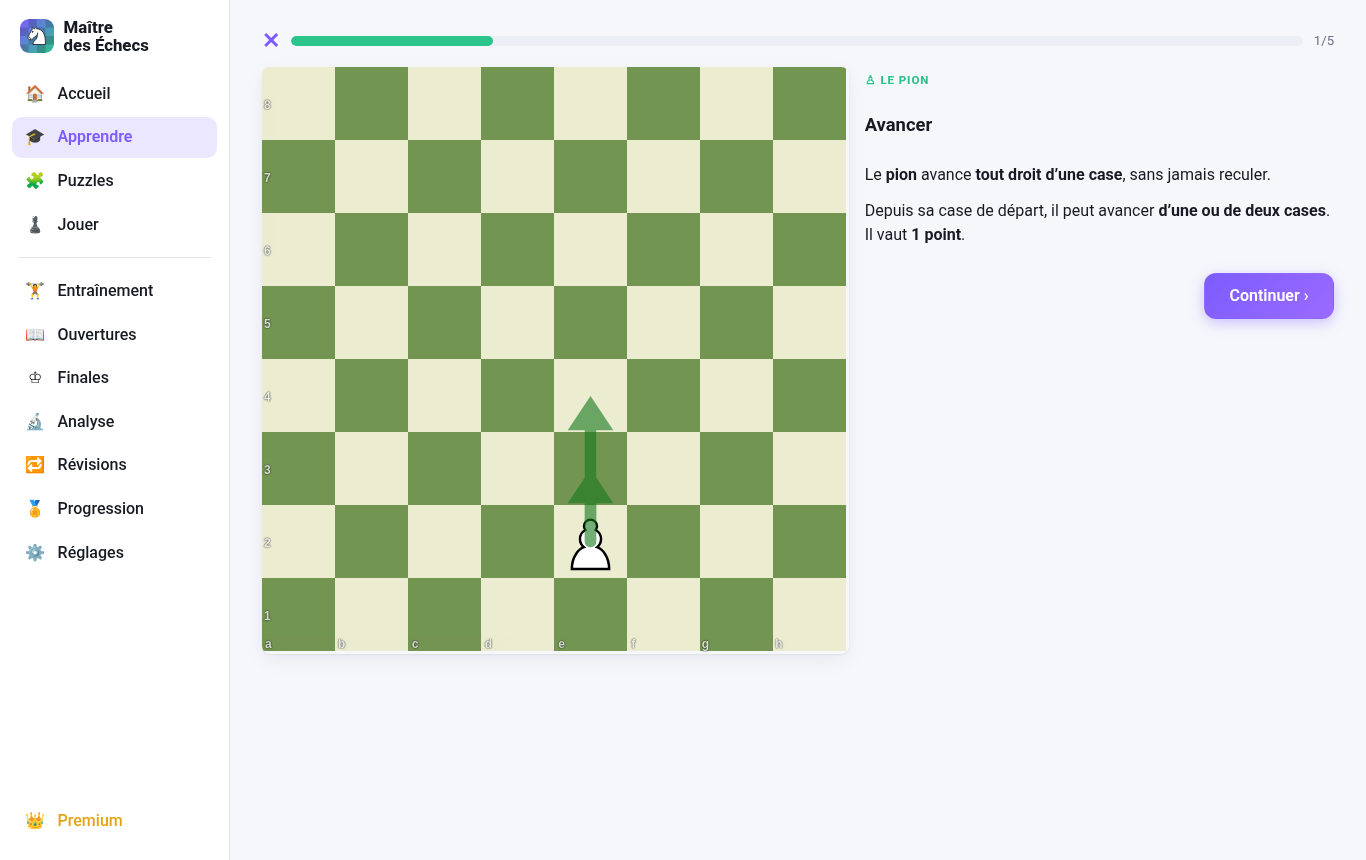 Maître
des Échecs
Accueil
Apprendre
Puzzles
Jouer
Entraînement
Ouvertures
Finales
Analyse
Révisions
Progression
Réglages
Premium
1/5
8
7
6
5
4
3
2
1
a b c d e f g h
LE PION
Avancer
Le pion avance tout droit d’une case, sans jamais reculer.
Depuis sa case de départ, il peut avancer d’une ou de deux cases.
Il vaut 1 point.
Continuer ›